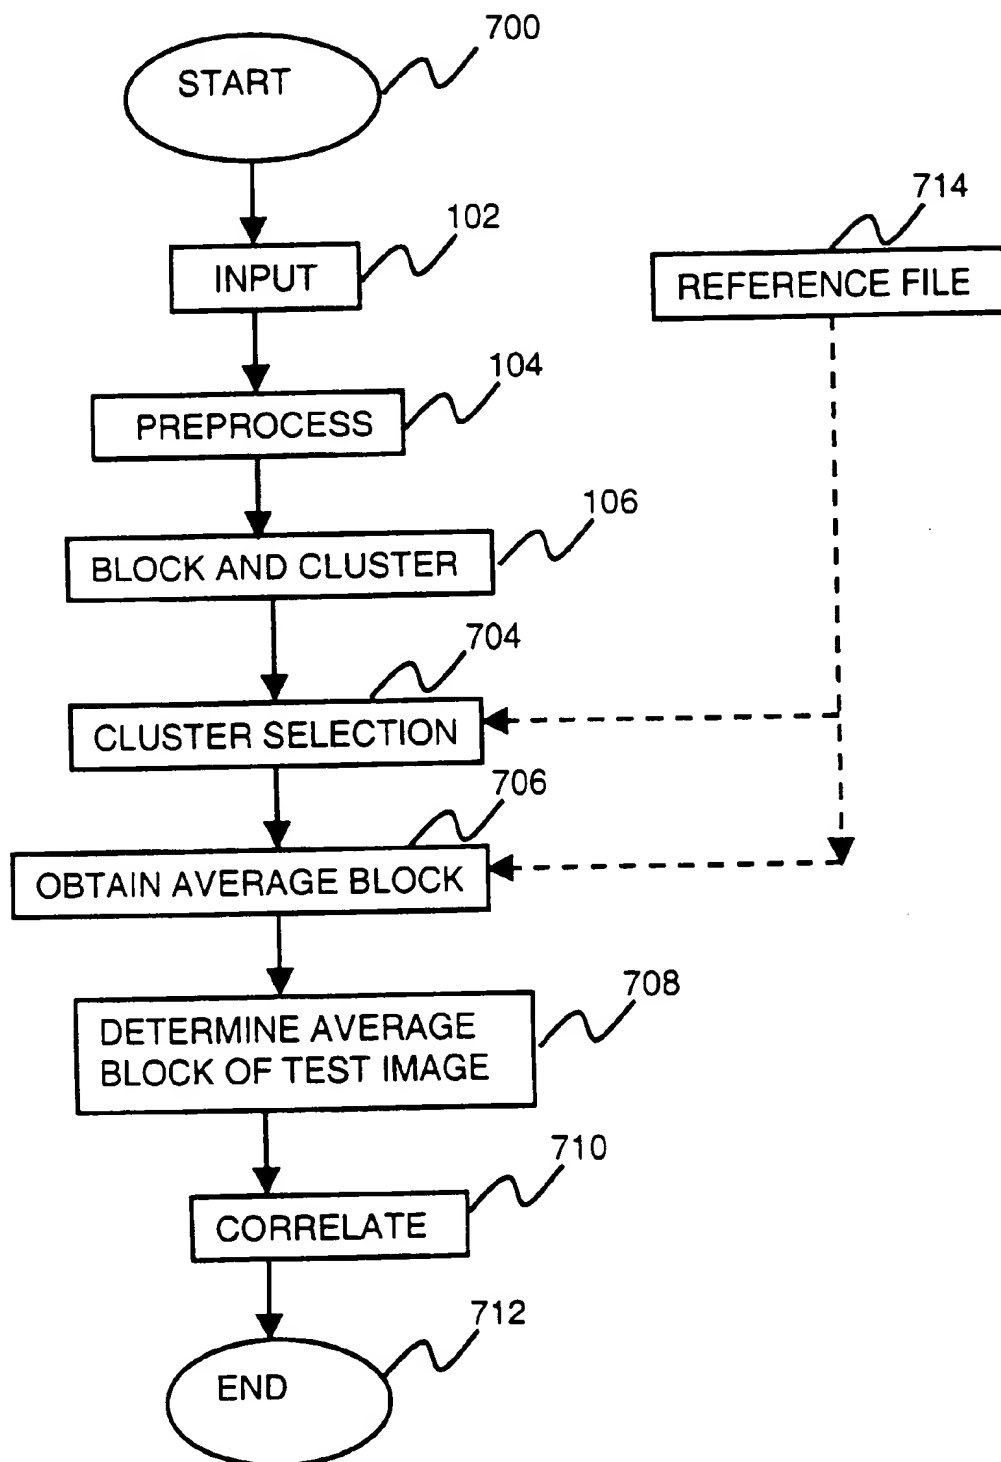 700
START
714
102
INPUT
REFERENCE FILE
104
PREPROCESS
106
BLOCK AND CLUSTER
704
CLUSTER SELECTION
706
OBTAIN AVERAGE BLOCK
708
DETERMINE AVERAGE
BLOCK OF TEST IMAGE
710
CORRELATE
712
END